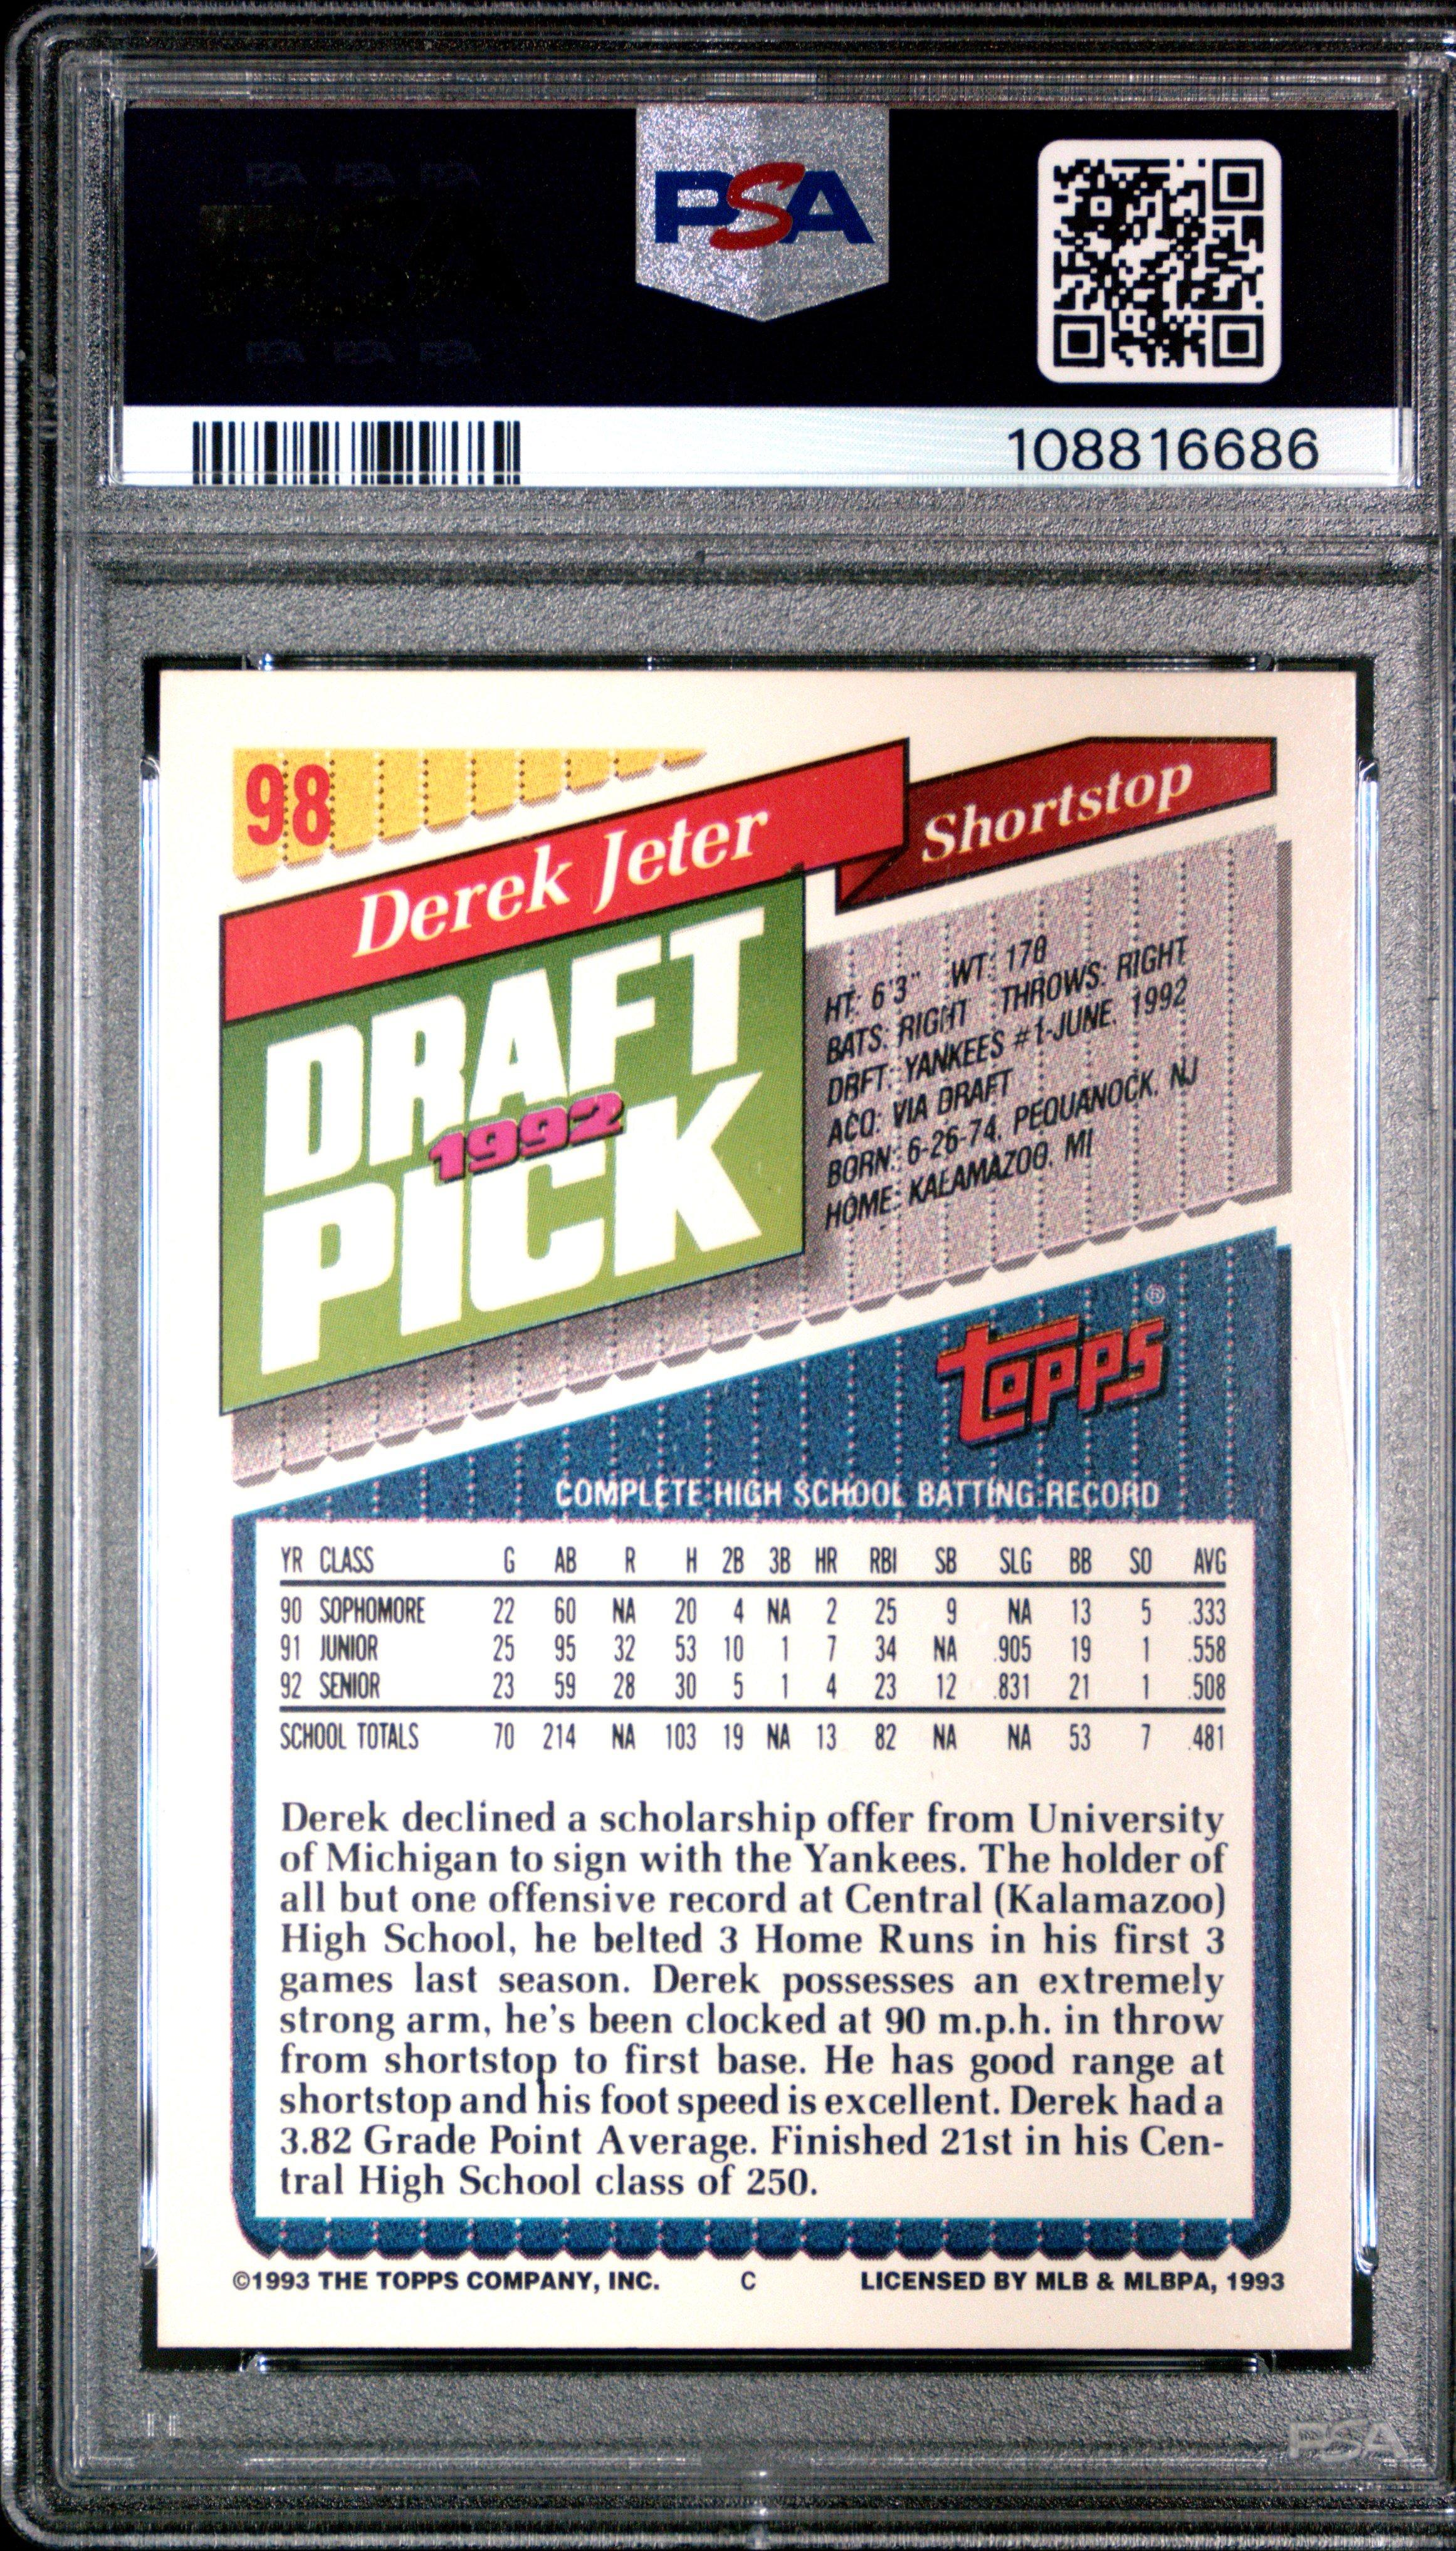 PSA PSA PSA
PSA
PSA PSA PSA
108816686
98
Derek Jeter
Shortstop
DRAFT
1992
PICK
HT: 6'3" WT: 178
BATS: RIGHT THROWS: RIGHT
DRFT: YANKEES #1-JUNE, 1992
ACQ: VIA DRAFT
BORN: 6-26-74, PEQUANOCK, NJ
HOME: KALAMAZOO, MI
TOPPS®
COMPLETE HIGH SCHOOL BATTING RECORD
YR CLASS G AB R H 2B 3B HR RBI SB SLG BB SO AVG
90 SOPHOMORE 22 60 NA 20 4 NA 2 25 9 NA 13 5 .333
91 JUNIOR 25 95 32 53 10 1 7 34 NA .905 19 1 .558
92 SENIOR 23 59 28 30 5 1 4 23 12 .831 21 1 .508
SCHOOL TOTALS 70 214 NA 103 19 NA 13 82 NA NA 53 7 .481
Derek declined a scholarship offer from University
of Michigan to sign with the Yankees. The holder of
all but one offensive record at Central (Kalamazoo)
High School, he belted 3 Home Runs in his first 3
games last season. Derek possesses an extremely
strong arm, he's been clocked at 90 m.p.h. in throw
from shortstop to first base. He has good range at
shortstop and his foot speed is excellent. Derek had a
3.82 Grade Point Average. Finished 21st in his Cen-
tral High School class of 250.
©1993 THE TOPPS COMPANY, INC. C LICENSED BY MLB & MLBPA, 1993
PSA